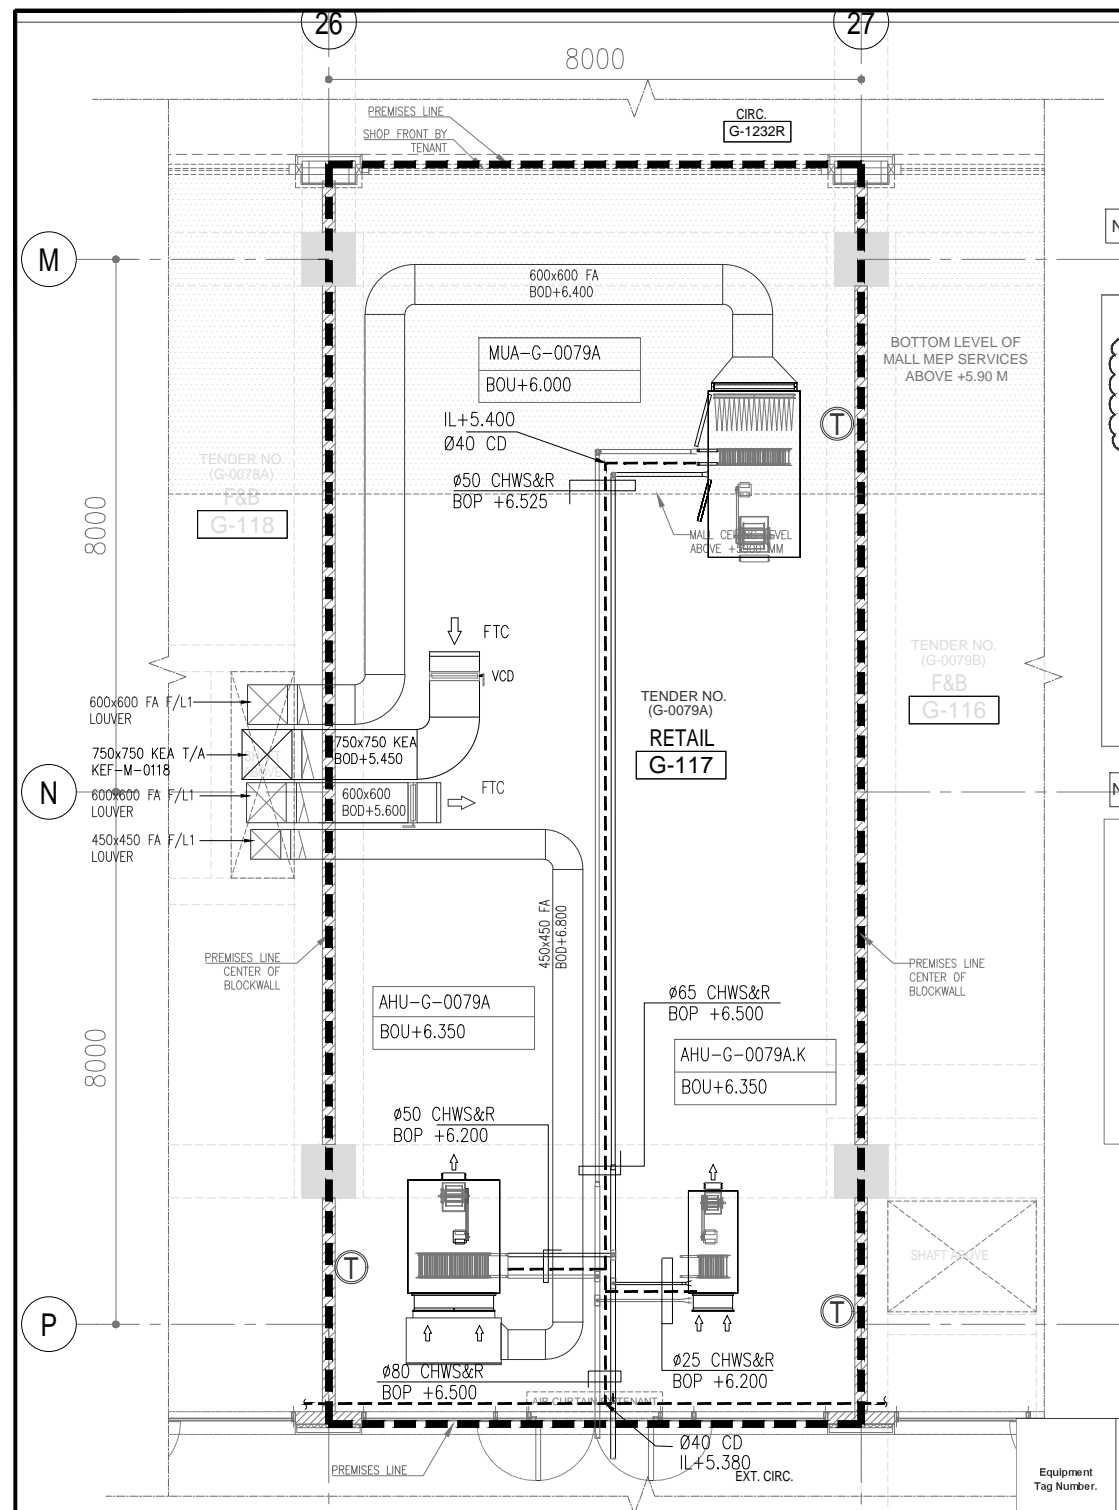 26
27
8000
PREMISES LINE
CIRC.
G-1232R
SHOP FRONT BY
TENANT
M
N
600x600 FA
BOD+6.400
MUA-G-0079A
BOU+6.000
BOTTOM LEVEL OF
MALL MEP SERVICES
ABOVE +5.90 M
T
IL+5.400
Ø40 CD
TENDER NO.
(G-0078A)
F&B
G-118
Ø50 CHWS&R
BOP +6.525
8000
FTC
VCD
TENDER NO.
(G-0079B)
F&B
G-116
TENDER NO.
(G-0079A)
RETAIL
G-117
600x600 FA F/L1
LOUVER
750x750 KEA T/A
KEF-M-0118
750x750 KEA
BOD+5.450
N
N
600x600 FA F/L1
LOUVER
600x600
BOD+5.600
FTC
450x450 FA F/L1
LOUVER
450x450 FA
BOD+6.800
PREMISES LINE
CENTER OF
BLOCKWALL
PREMISES LINE
CENTER OF
BLOCKWALL
AHU-G-0079A
BOU+6.350
Ø65 CHWS&R
BOP +6.500
8000
AHU-G-0079A.K
BOU+6.350
Ø50 CHWS&R
BOP +6.200
SHAFT ABOVE
T
T
P
Ø80 CHWS&R
BOP +6.500
Ø25 CHWS&R
BOP +6.200
Ø40 CD
IL+5.380
EXT. CIRC.
PREMISES LINE
Equipment
Tag Number.